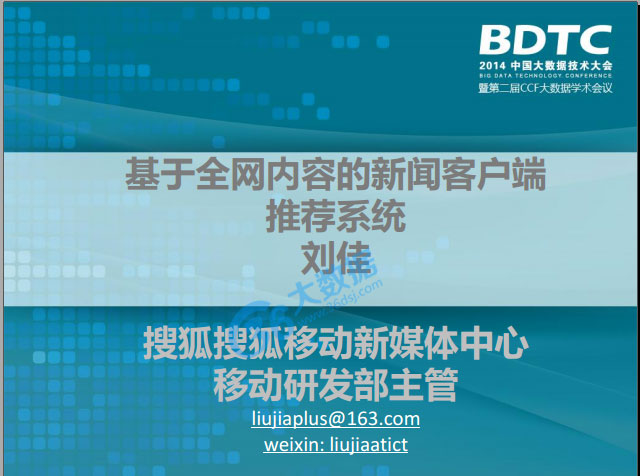 BDTC
2014 中国大数据技术大会
BIG DATA TECHNOLOGY CONFERENCE
暨第二届CCF大数据学术会议
基于全网内容的新闻客户端
推荐系统
刘佳
大数据
www.36dsj.com
搜狐搜狐移动新媒体中心
移动研发部主管
liujiaplus@163.com
weixin: liujiaatict